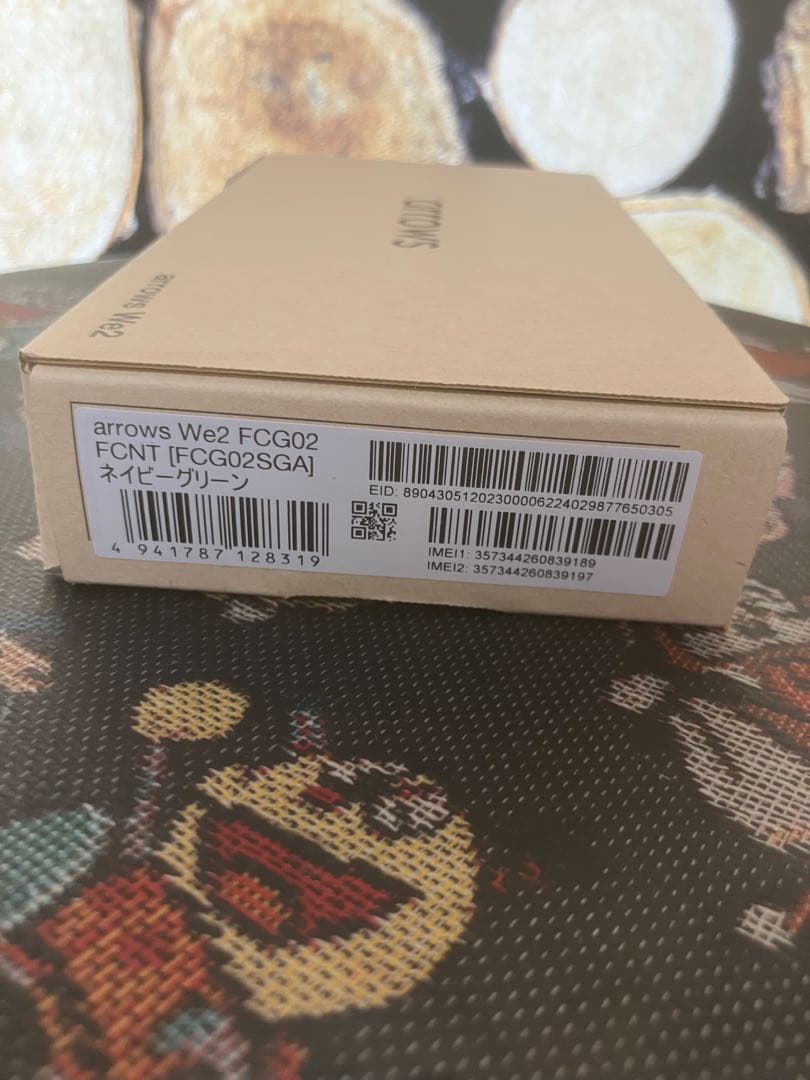 arrows
arrows We2
arrows We2 FCG02
FCNT [FCG02SGA]
ネイビーグリーン
4 941787 128319
EID: 89043051202300006224029877650305
IMEI1: 357344260839189
IMEI2: 357344260839197